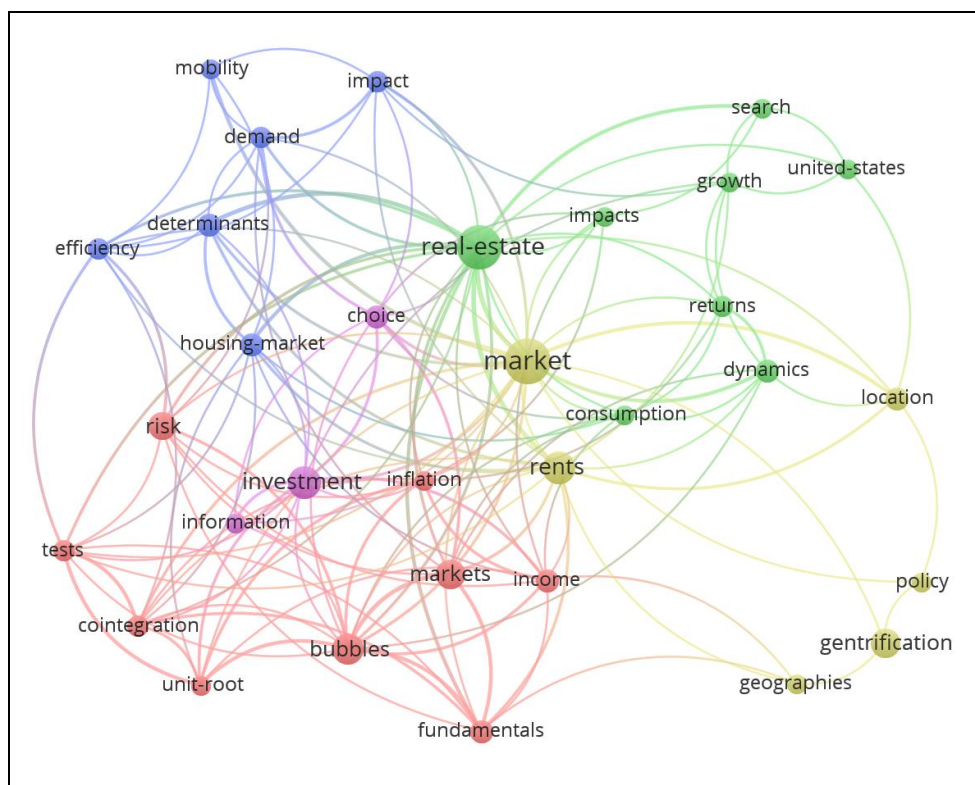 mobility
impact
search
demand
united-states
growth
impacts
determinants
real-estate
efficiency
returns
choice
housing-market
market
dynamics
location
consumption
risk
rents
investment
inflation
information
tests
markets
income
policy
cointegration
gentrification
bubbles
unit-root
geographies
fundamentals